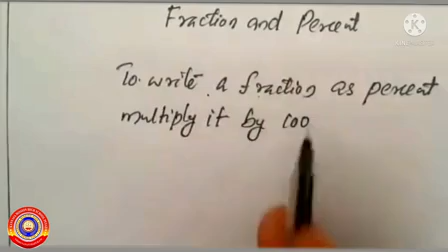 Fraction and Percent
To write a fraction as percent
multiply it by 100